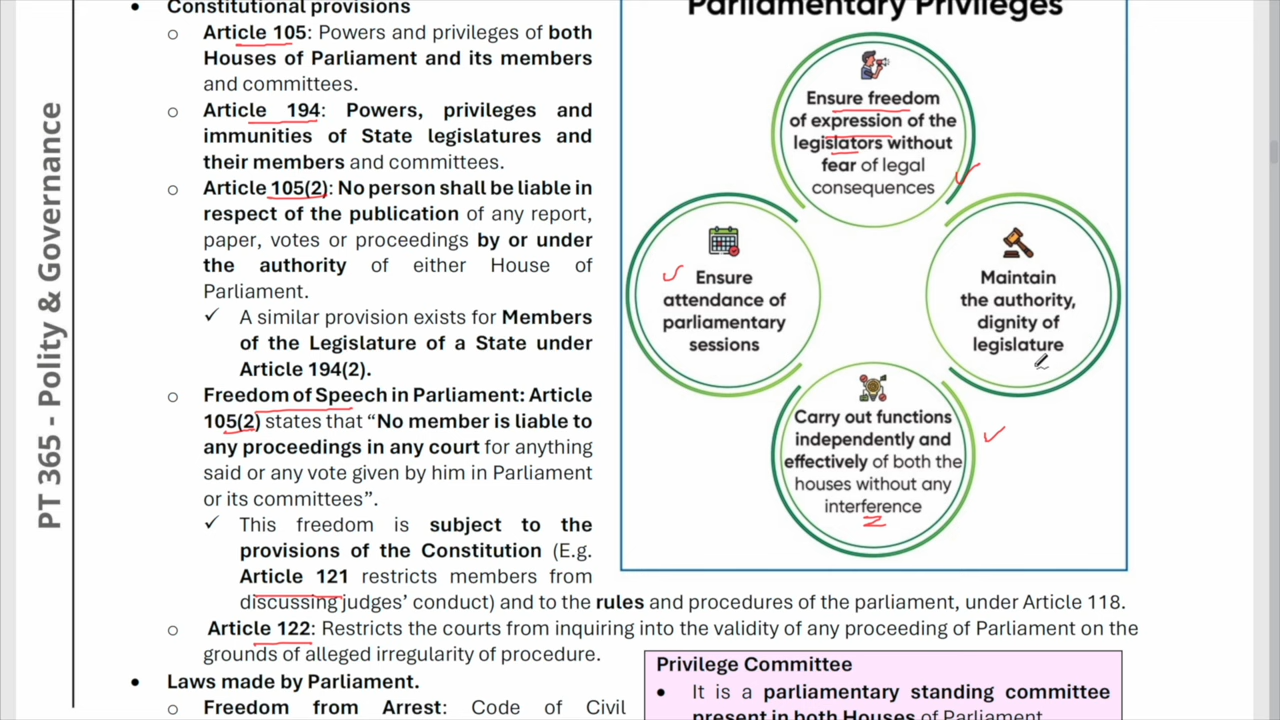 Constitutional provisions
Article 105: Powers and privileges of both
Houses of Parliament and its members
and committees.
Article 194: Powers, privileges and
immunities of State legislatures and
their members and committees.
Article 105(2): No person shall be liable in
respect of the publication of any report,
paper, votes or proceedings by or under
the authority of either House of
Parliament.
A similar provision exists for Members
of the Legislature of a State under
Article 194(2).
Freedom of Speech in Parliament: Article
105(2) states that “No member is liable to
any proceedings in any court for anything
said or any vote given by him in Parliament
or its committees”.
This freedom is subject to the
provisions of the Constitution (E.g.
Article 121 restricts members from
discussing judges’ conduct) and to the rules and procedures of the parliament, under Article 118.
Article 122: Restricts the courts from inquiring into the validity of any proceeding of Parliament on the
grounds of alleged irregularity of procedure.
Laws made by Parliament.
Freedom from Arrest: Code of Civil
Parliamentary Privileges
Ensure freedom
of expression of the
legislators without
fear of legal
consequences
Ensure
attendance of
parliamentary
sessions
Maintain
the authority,
dignity of
legislature
Carry out functions
independently and
effectively of both the
houses without any
interference
Privilege Committee
It is a parliamentary standing committee
present in both Houses of Parliament
PT 365 - Polity & Governance